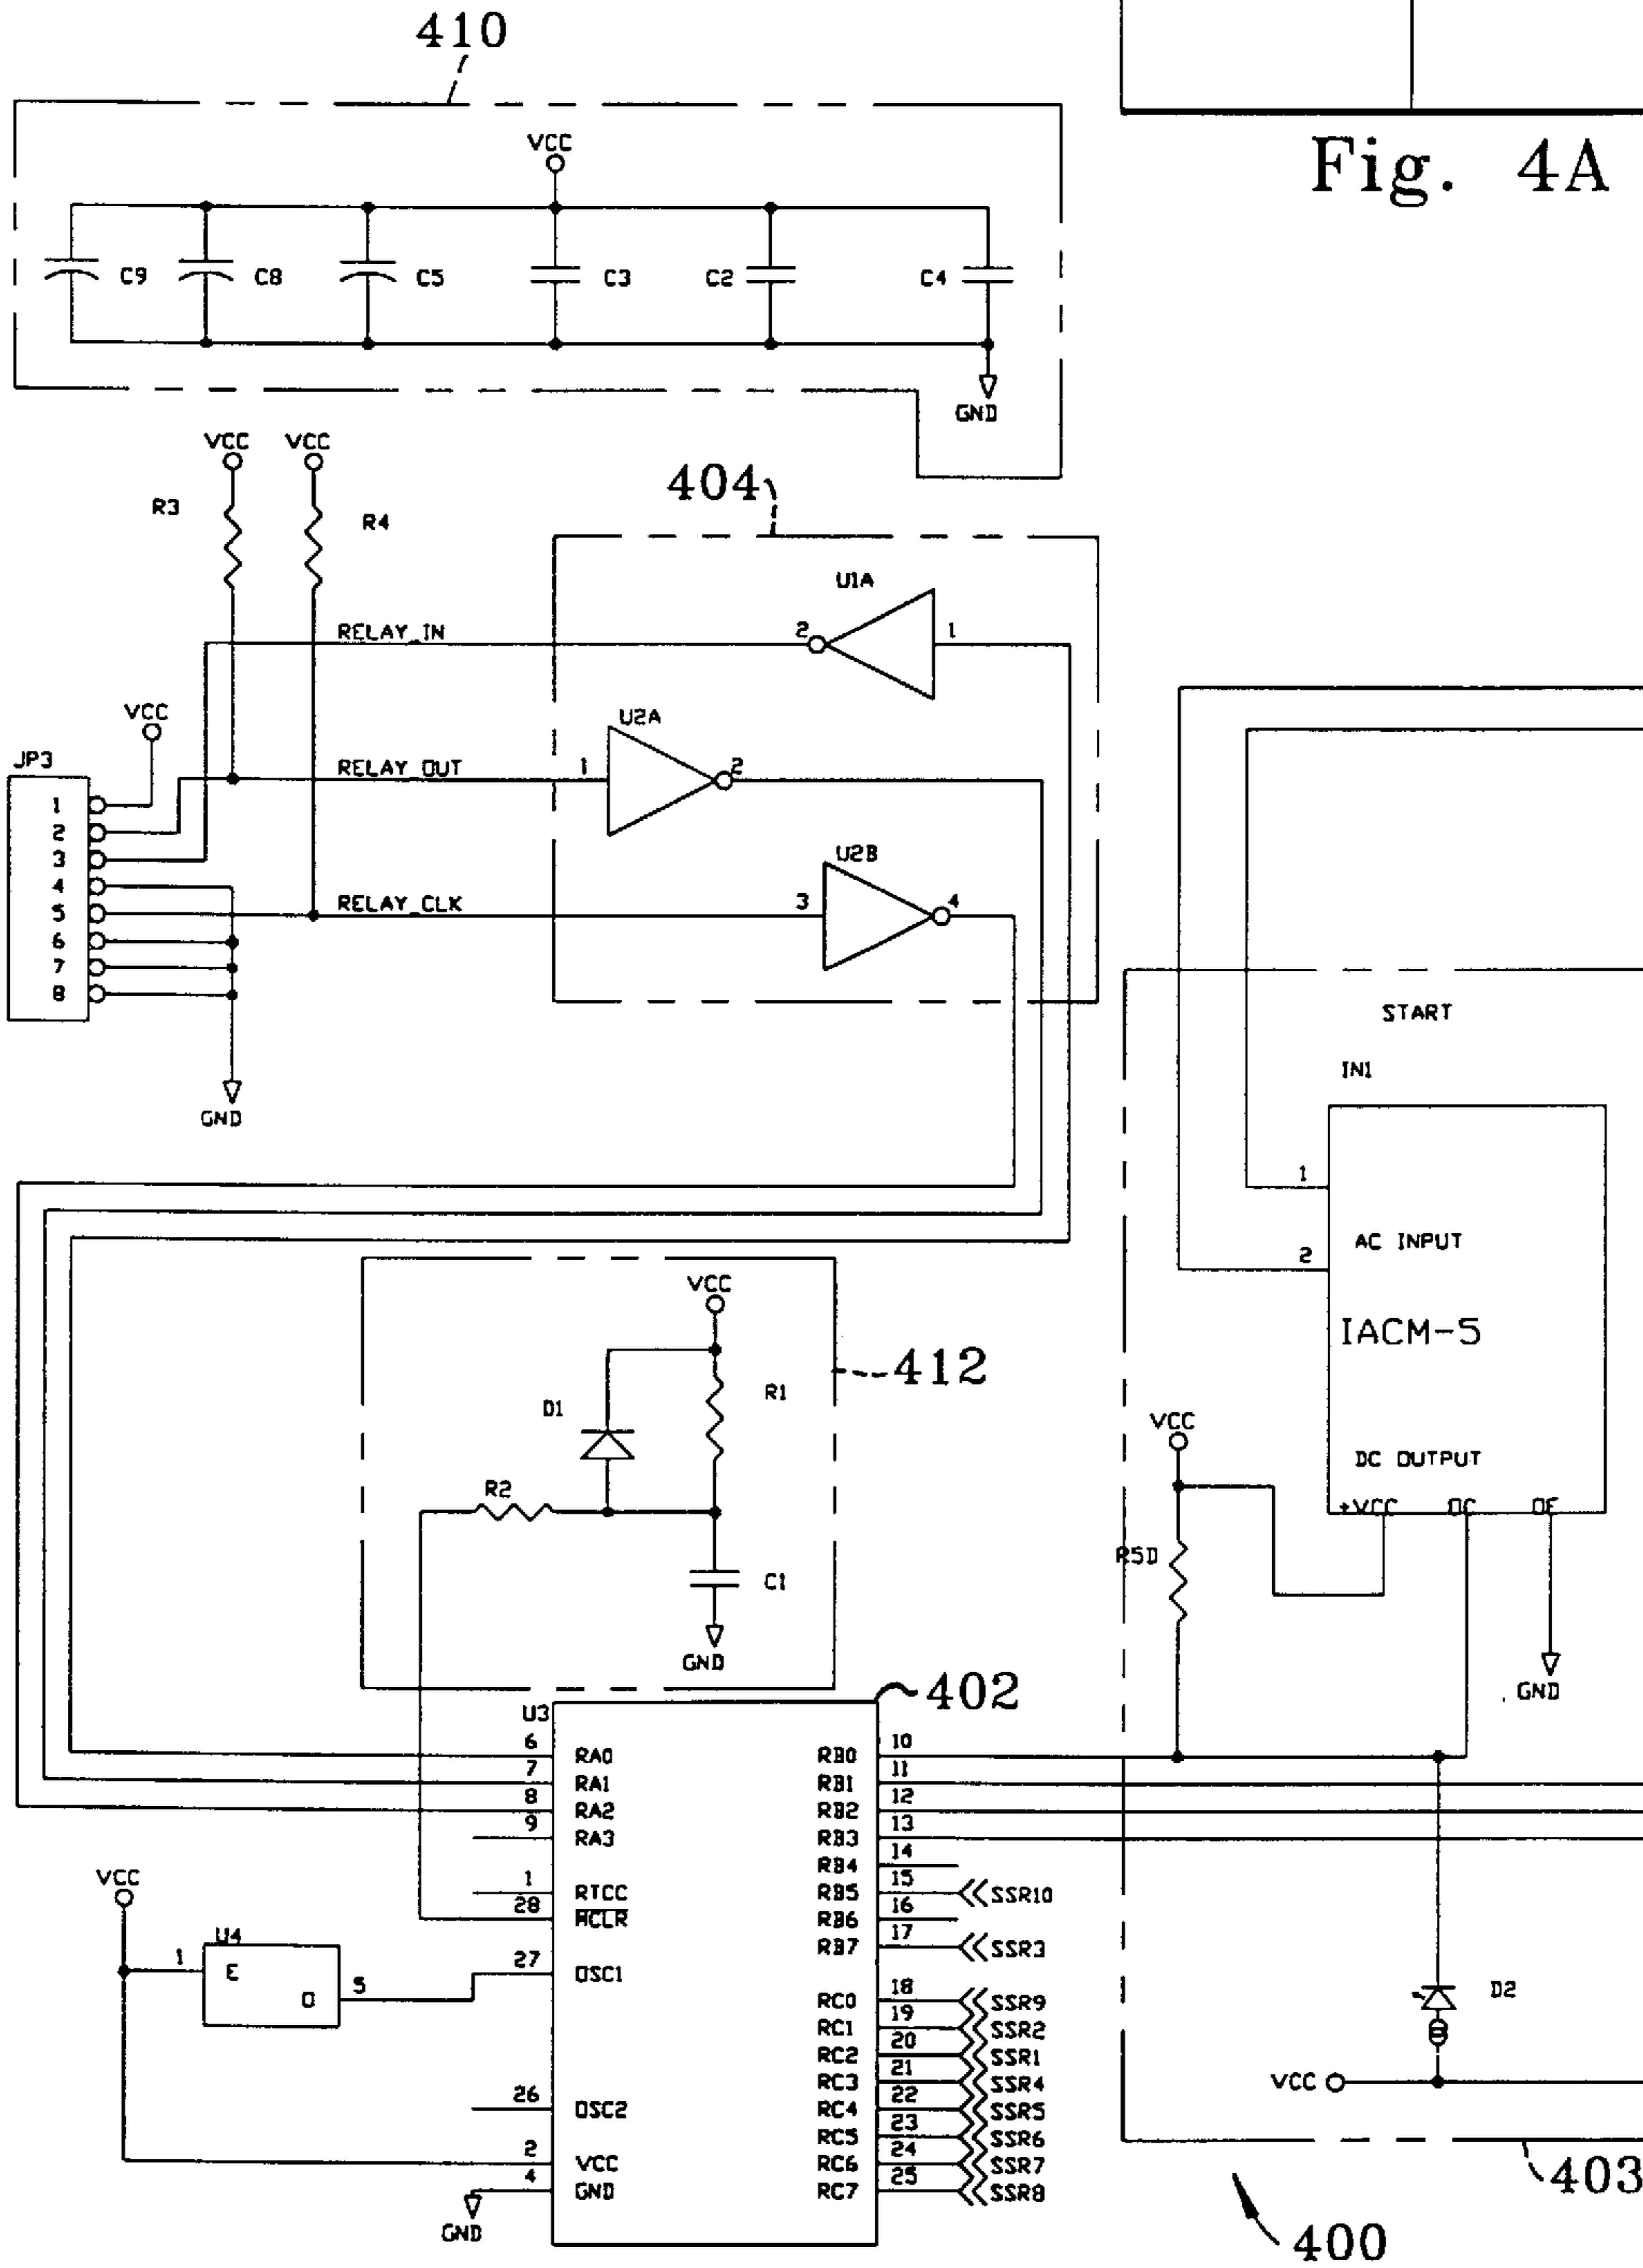 410
Fig. 4A
VCC
C9 C8 C5 C3 C2 C4
GND
VCC VCC
R3 R4
404
U1A
RELAY_IN 2 1
VCC
U2A
JP3
RELAY_OUT 1 2
1
2
3
4
5
6
7
8
U2B
RELAY_CLK 3 4
GND
START
IN1
1
AC INPUT
2
IACM-5
DC OUTPUT
+VCC OC OE
VCC
R5D
GND
VCC
412
D1 R1
R2
C1
GND
402
U3
6 RA0 RB0 10
7 RA1 RB1 11
8 RA2 RB2 12
9 RA3 RB3 13
RB4 14
1 RTCC RB5 15 SSR10
28 MCLR RB6 16
RB7 17 SSR3
VCC
U4
1 E
O 5
27 OSC1
RC0 18 SSR9
RC1 19 SSR2
RC2 20 SSR1
RC3 21 SSR4
26 OSC2 RC4 22 SSR5
RC5 23 SSR6
2 VCC RC6 24 SSR7
4 GND RC7 25 SSR8
GND
D2
VCC
403
400